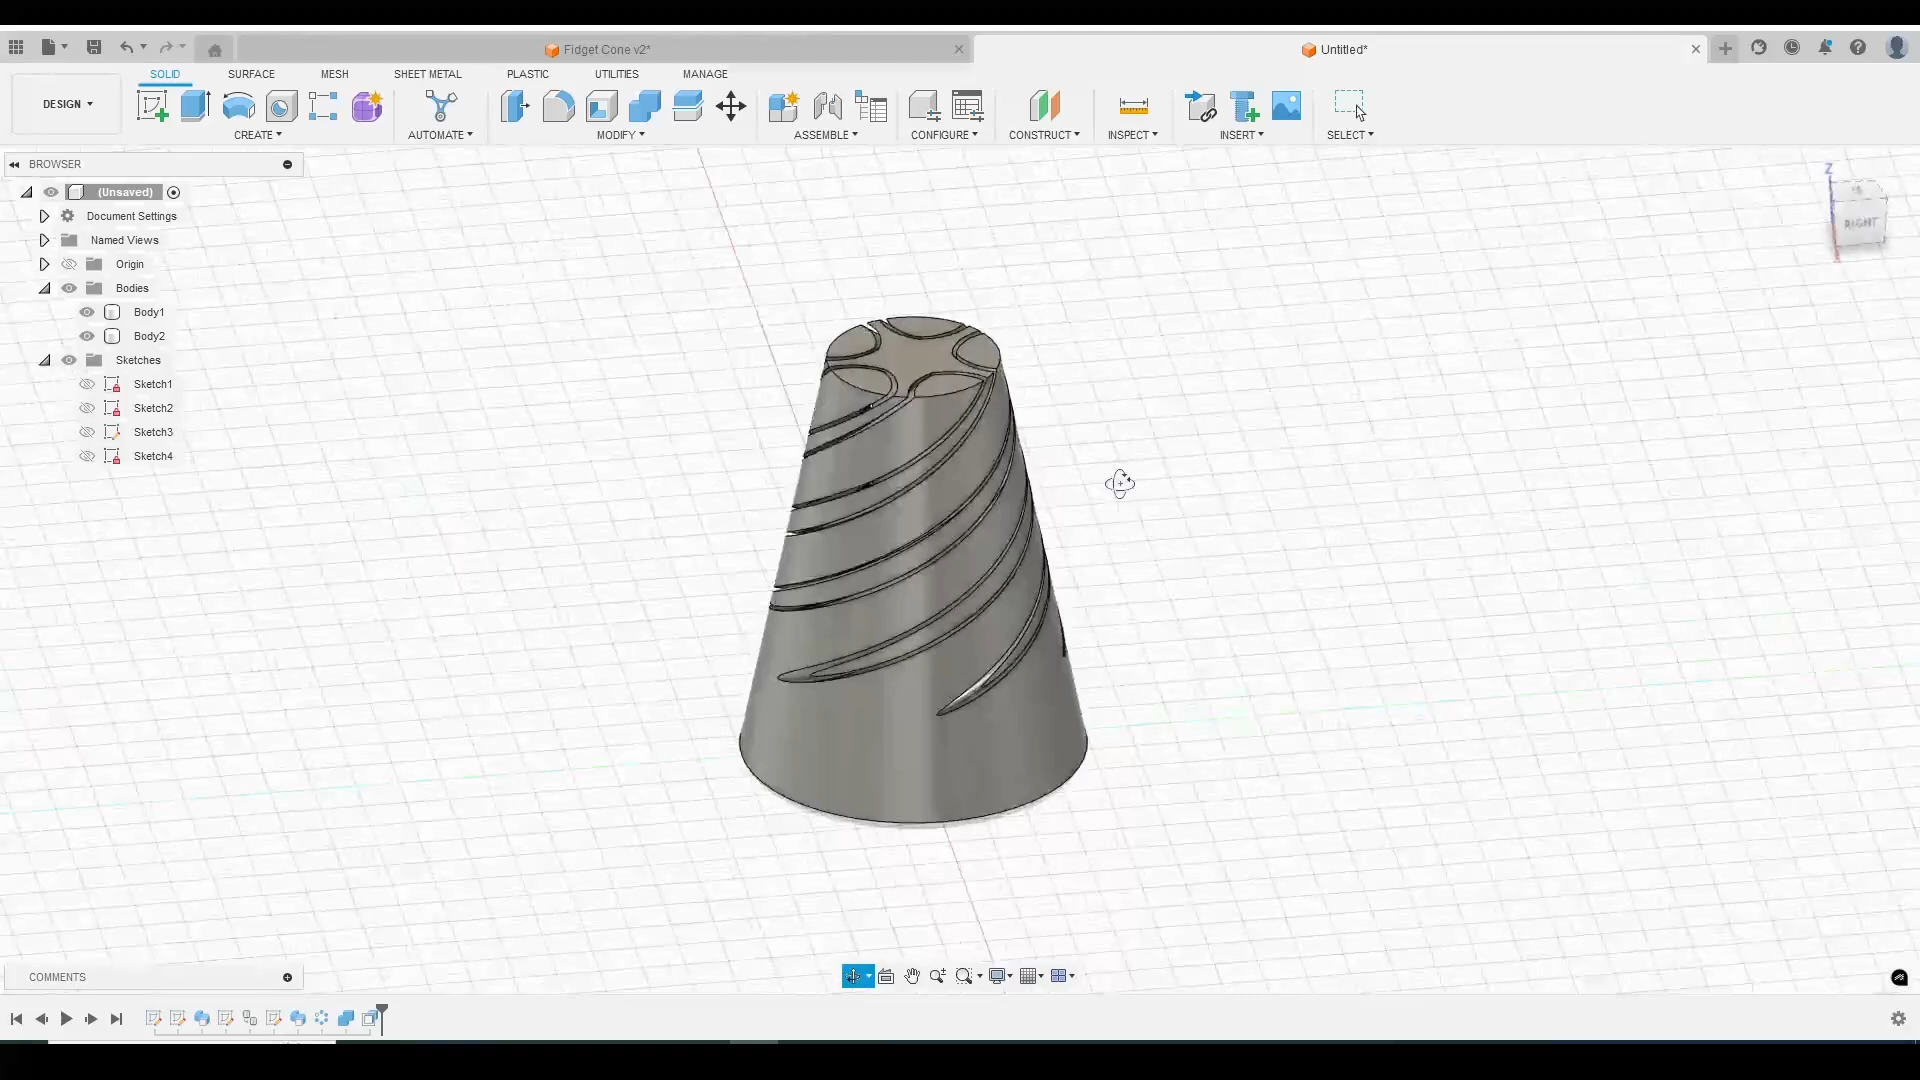 Fidget Cone v2*
Untitled*
DESIGN
SOLID SURFACE MESH SHEET METAL PLASTIC UTILITIES MANAGE
CREATE AUTOMATE MODIFY ASSEMBLE CONFIGURE CONSTRUCT INSPECT INSERT SELECT
BROWSER
(Unsaved)
Document Settings
Named Views
Origin
Bodies
Body1
Body2
Sketches
Sketch1
Sketch2
Sketch3
Sketch4
Z
RIGHT
COMMENTS